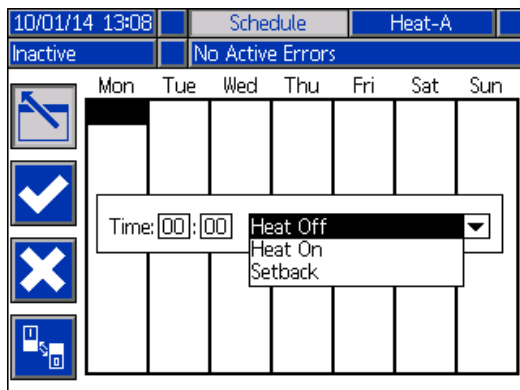 10/01/14 13:08 Schedule Heat-A
Inactive No Active Errors
Mon Tue Wed Thu Fri Sat Sun
Time: 00 : 00 Heat Off
Heat On
Setback